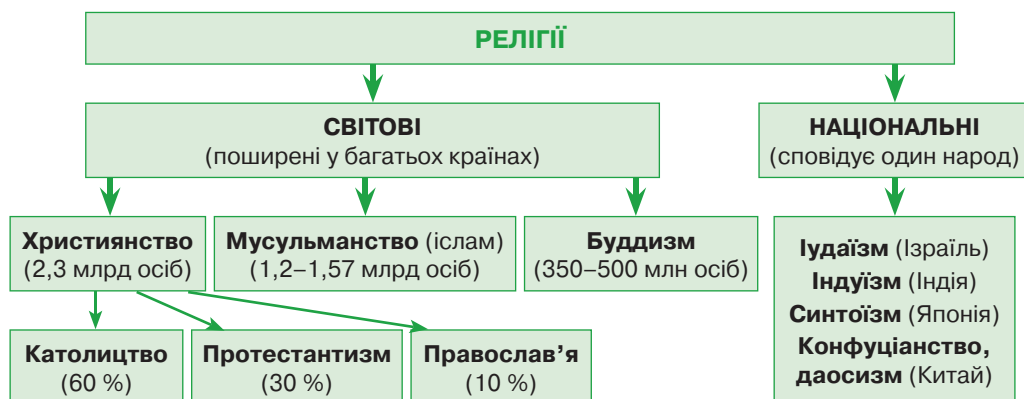 РЕЛІГІЇ
СВІТОВІ
(поширені у багатьох країнах)
НАЦІОНАЛЬНІ
(сповідує один народ)
Християнство
(2,3 млрд осіб)
Мусульманство (іслам)
(1,2–1,57 млрд осіб)
Буддизм
(350–500 млн осіб)
Іудаїзм (Ізраїль)
Індуїзм (Індія)
Синтоїзм (Японія)
Конфуціанство,
даосизм (Китай)
Католицтво
(60 %)
Протестантизм
(30 %)
Православ’я
(10 %)